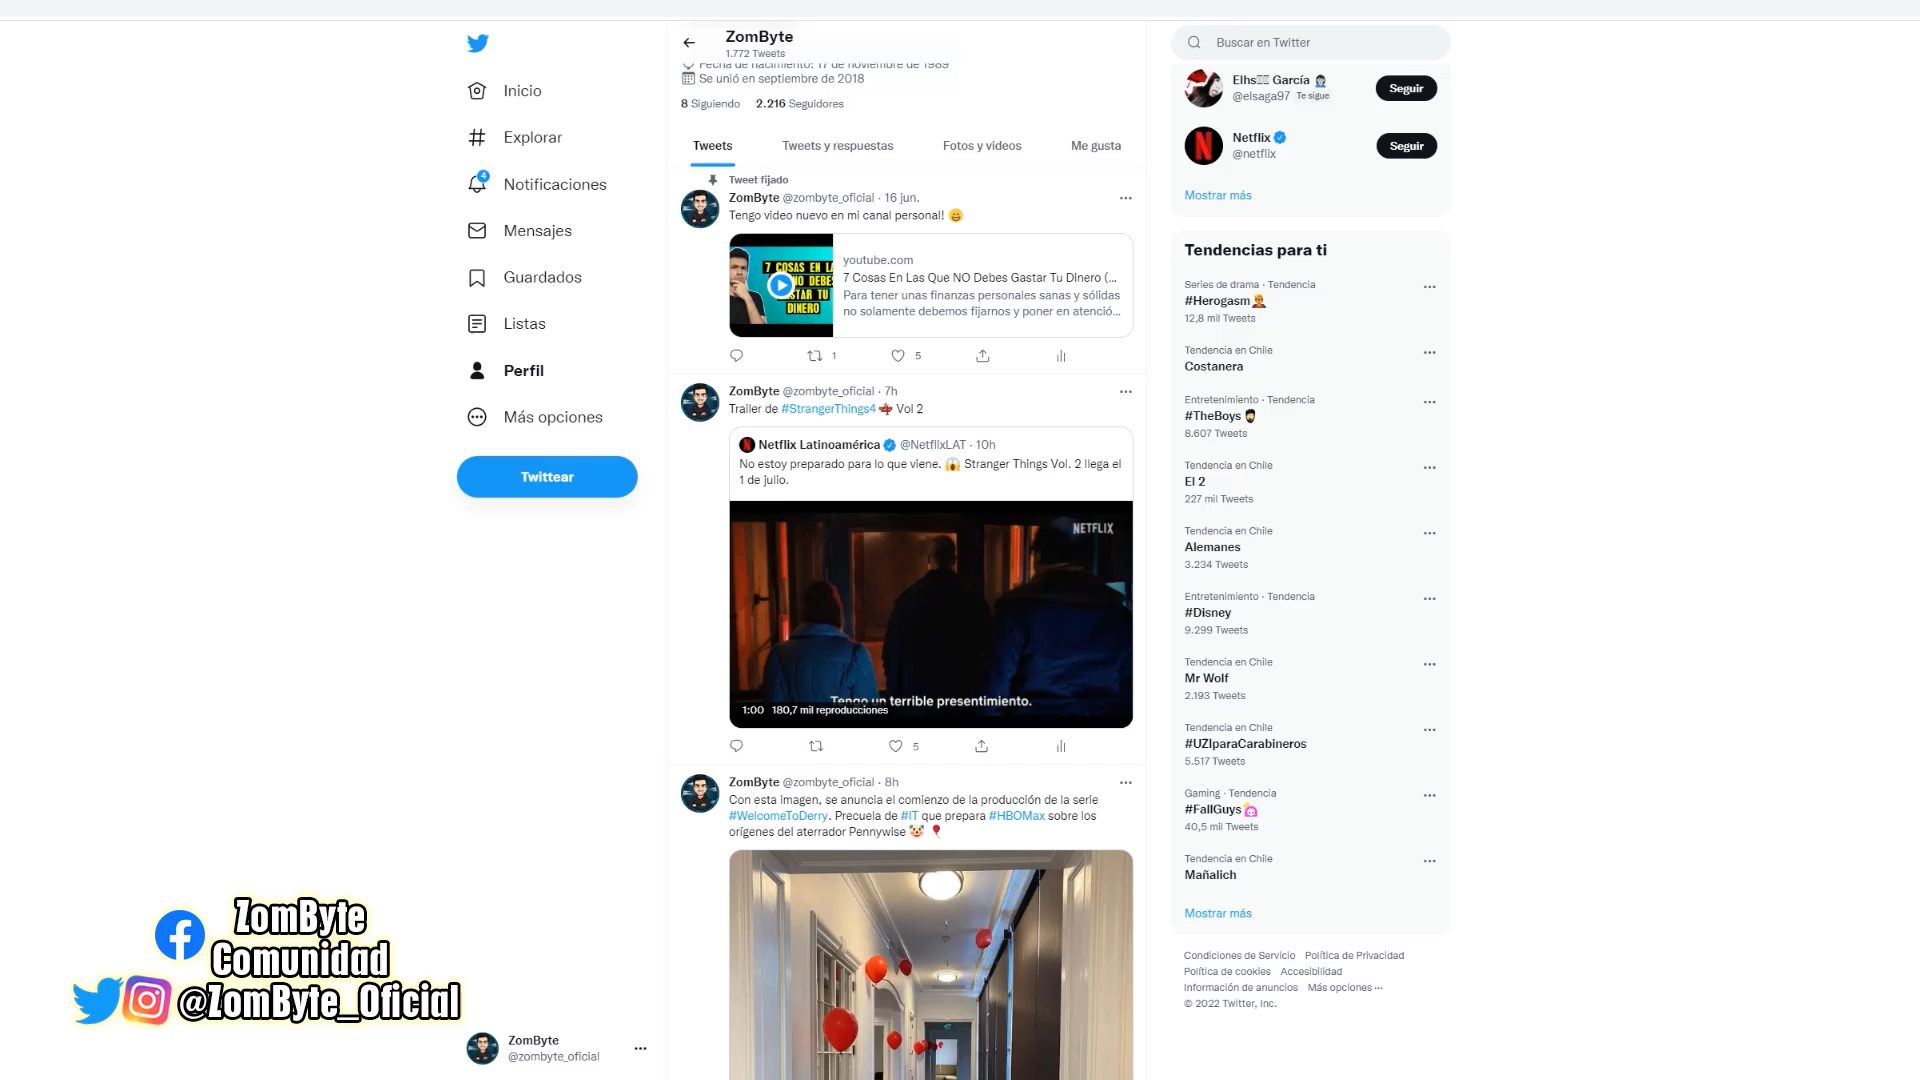 Inicio
Explorar
4
Notificaciones
Mensajes
Guardados
Listas
Perfil
Más opciones
Twittear
ZomByte
Comunidad
@ZomByte_Oficial
ZomByte
@zombyte_oficial
ZomByte
1.772 Tweets
Fecha de nacimiento: 17 de noviembre de 1989
Se unió en septiembre de 2018
8 Siguiendo 2.216 Seguidores
Tweets Tweets y respuestas Fotos y videos Me gusta
Tweet fijado
ZomByte @zombyte_oficial · 16 jun.
Tengo video nuevo en mi canal personal! 😄
7 COSAS EN LA
NO DEBES
STAR TU
DINERO
youtube.com
7 Cosas En Las Que NO Debes Gastar Tu Dinero (...
Para tener unas finanzas personales sanas y sólidas
no solamente debemos fijarnos y poner en atenció...
1 5
ZomByte @zombyte_oficial · 7h
Trailer de #StrangerThings4 Vol 2
Netflix Latinoamérica @NetflixLAT · 10h
No estoy preparado para lo que viene. 😱 Stranger Things Vol. 2 llega el
1 de julio.
NETFLIX
Tengo un terrible presentimiento.
1:00 180,7 mil reproducciones
5
ZomByte @zombyte_oficial · 8h
Con esta imagen, se anuncia el comienzo de la producción de la serie
#WelcomeToDerry. Precuela de #IT que prepara #HBOMax sobre los
orígenes del aterrador Pennywise 🤡 🎈
Buscar en Twitter
García
@elsaga97 Te sigue
Seguir
Netflix
@netflix
Seguir
Mostrar más
Tendencias para ti
Series de drama · Tendencia
#Herogasm
12,8 mil Tweets
Tendencia en Chile
Costanera
Entretenimiento · Tendencia
#TheBoys
8.607 Tweets
Tendencia en Chile
El 2
227 mil Tweets
Tendencia en Chile
Alemanes
3.234 Tweets
Entretenimiento · Tendencia
#Disney
9.299 Tweets
Tendencia en Chile
Mr Wolf
2.193 Tweets
Tendencia en Chile
#UZIparaCarabineros
5.517 Tweets
Gaming · Tendencia
#FallGuys
40,5 mil Tweets
Tendencia en Chile
Mañalich
Mostrar más
Condiciones de Servicio Política de Privacidad
Política de cookies Accesibilidad
Información de anuncios Más opciones ···
© 2022 Twitter, Inc.